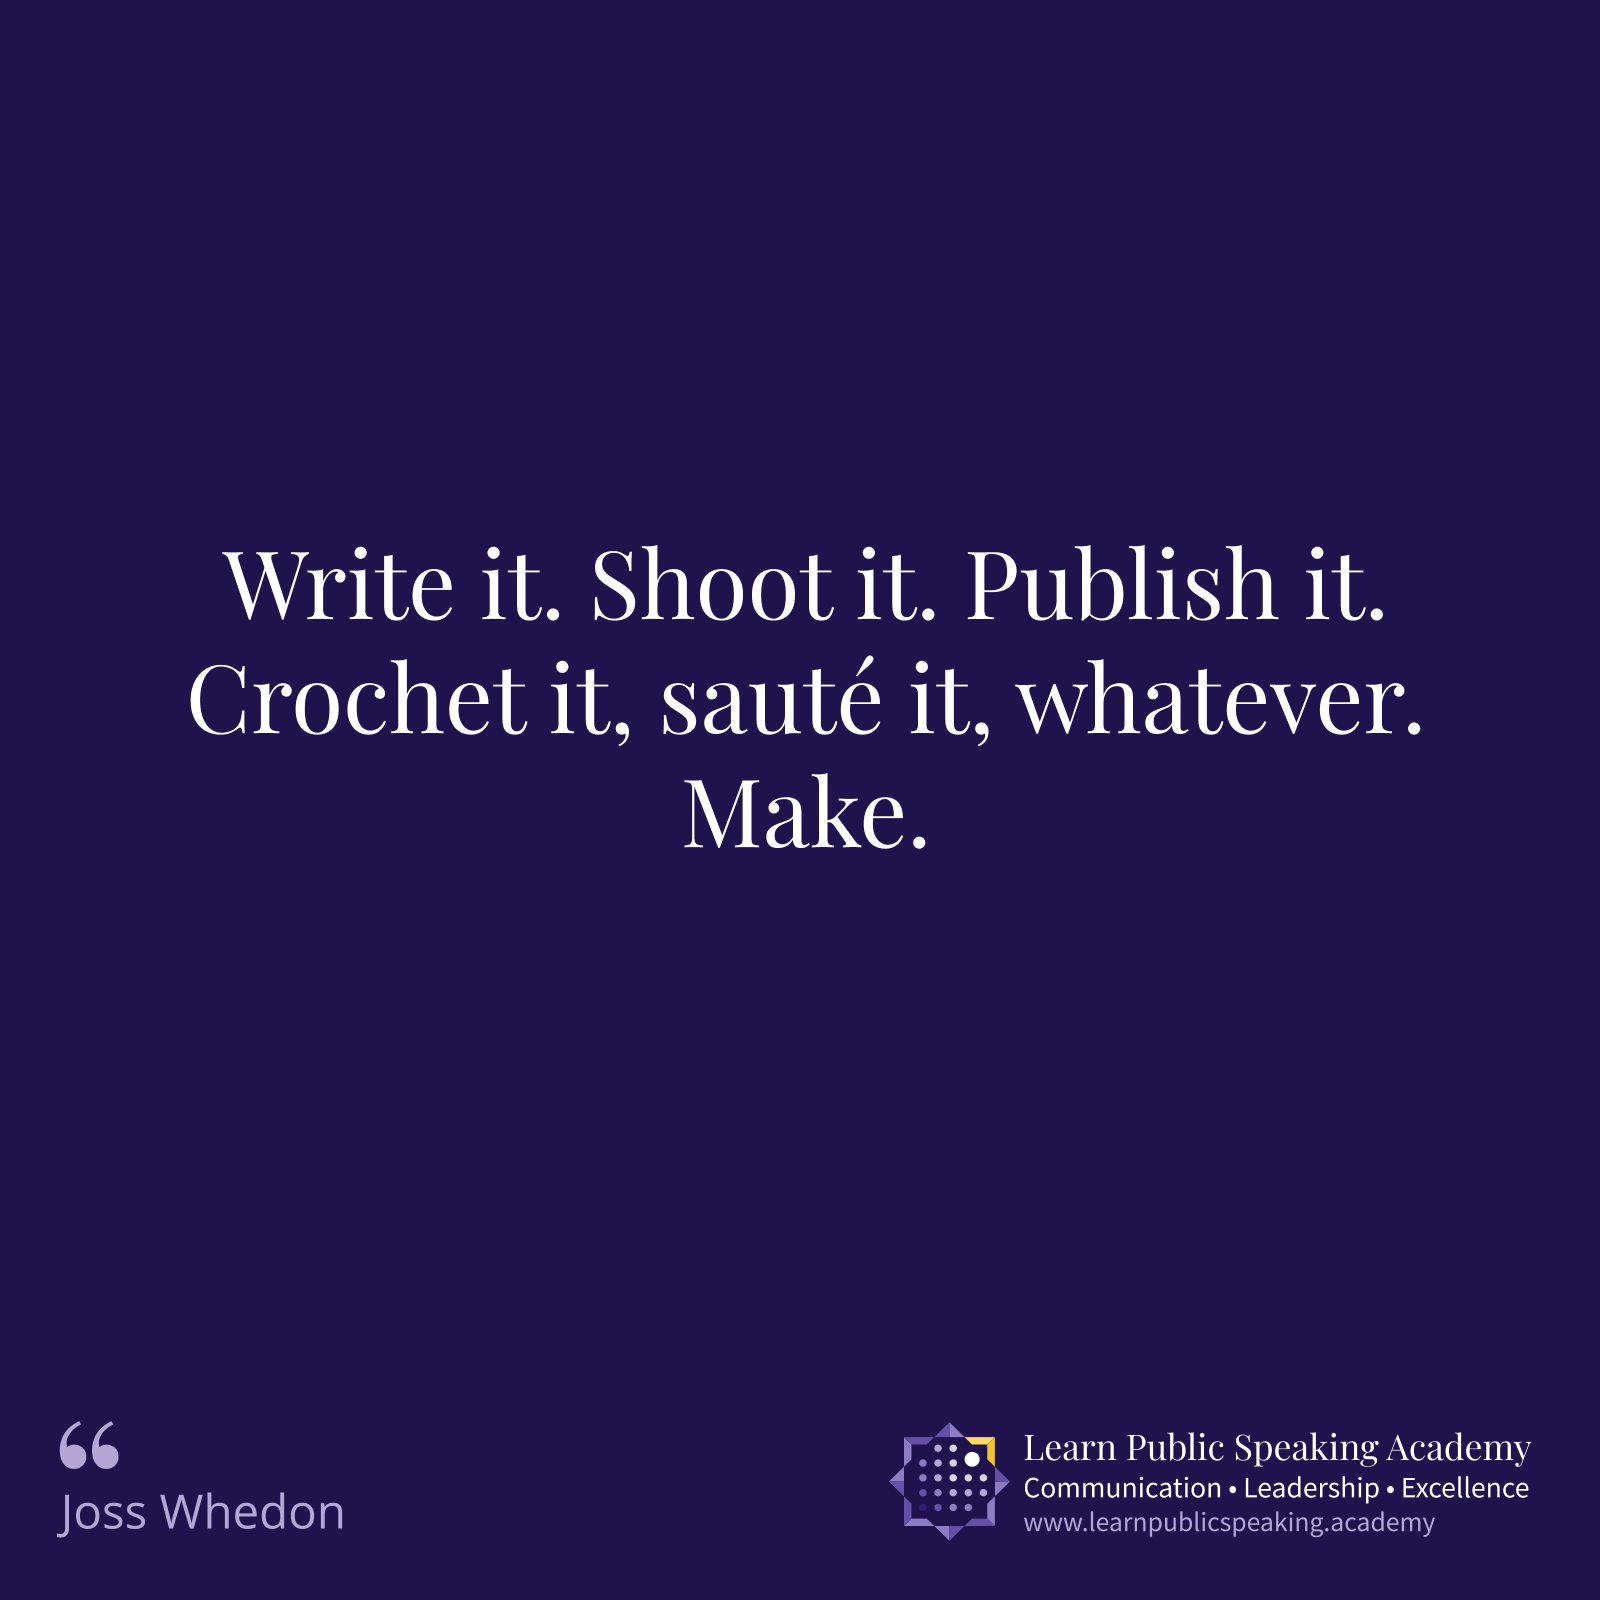 Write it. Shoot it. Publish it.
Crochet it, sauté it, whatever.
Make.
“
Joss Whedon
Learn Public Speaking Academy
Communication • Leadership • Excellence
www.learnpublicspeaking.academy